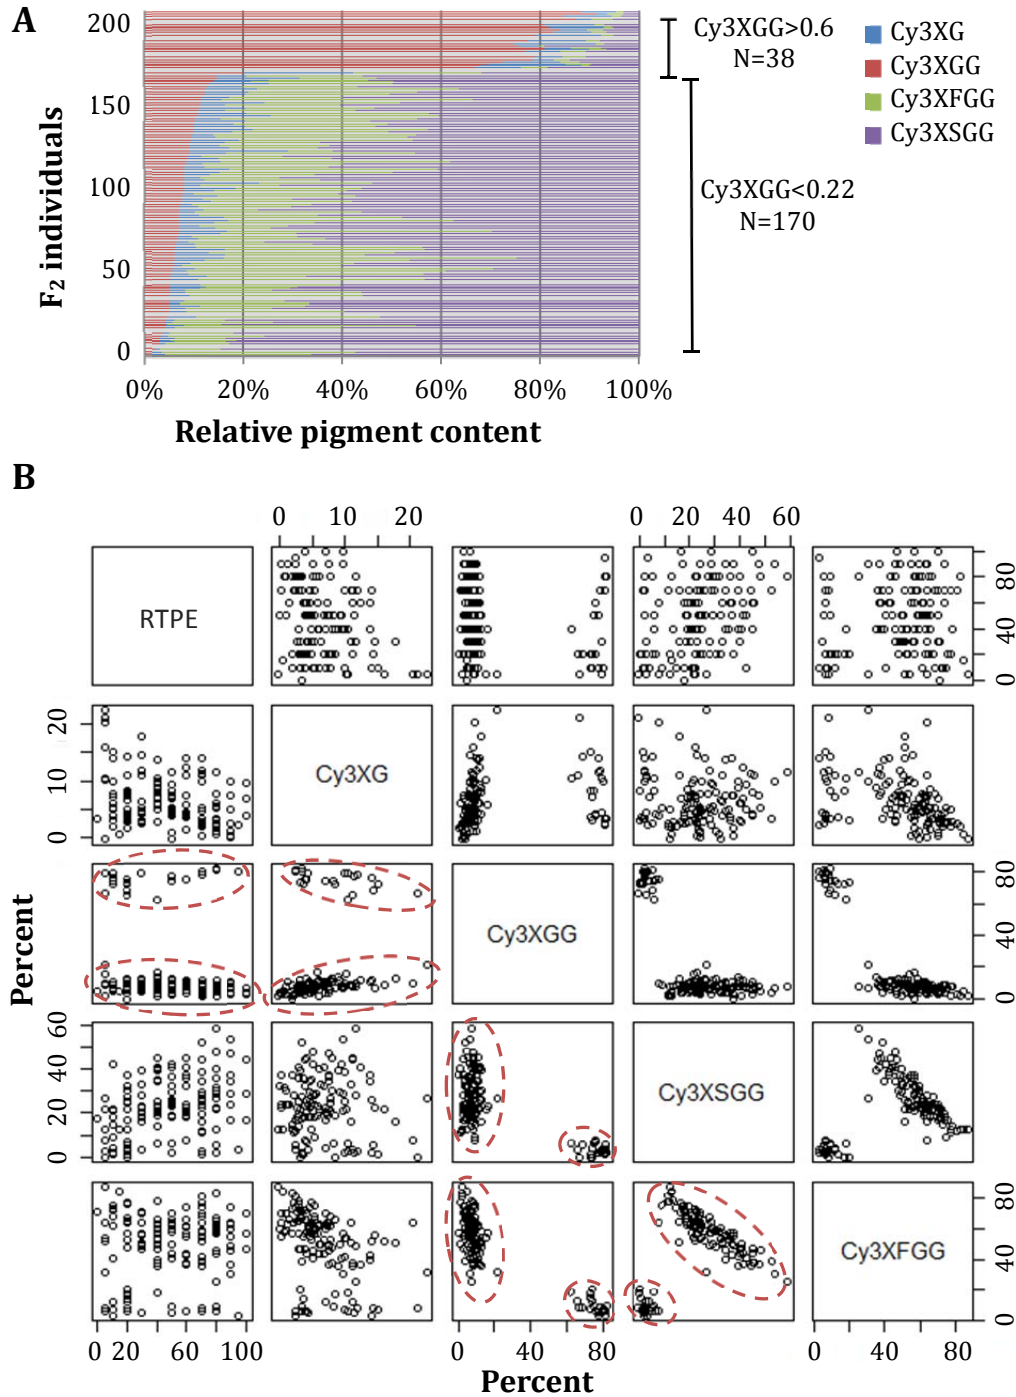 A
F₂ individuals
200
150
100
50
0
0% 20% 40% 60% 80% 100%
Relative pigment content
Cy3XGG>0.6
N=38
Cy3XGG<0.22
N=170
Cy3XG
Cy3XGG
Cy3XFGG
Cy3XSGG
B
0 10 20
0 20 40 60
RTPE
0 40 80
0 10 20
Cy3XG
Percent
Cy3XGG
0 40 80
0 20 40 60
Cy3XSGG
Cy3XFGG
0 40 80
0 20 60 100
0 40 80
0 40 80
Percent